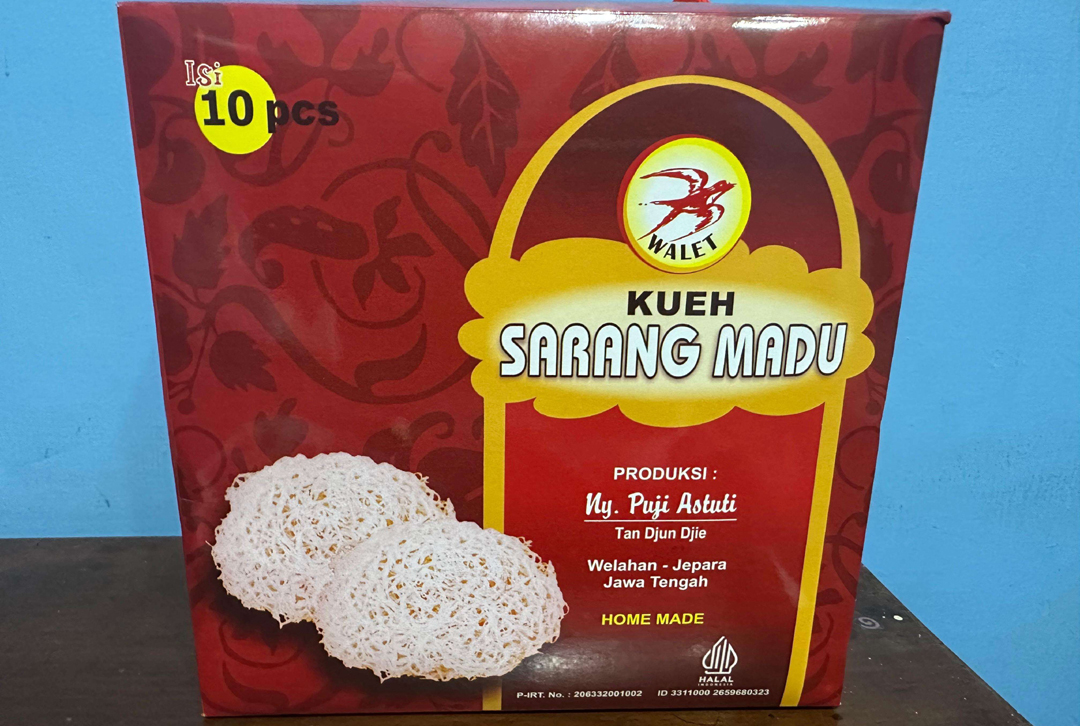 Isi
10 pcs
WALET
KUEH
SARANG MADU
PRODUKSI :
Ny. Puji Astuti
Tan Djun Djie
Welahan - Jepara
Jawa Tengah
HOME MADE
HALAL
INDONESIA
P-IRT. No. : 206332001002 ID 3311000 2659680323